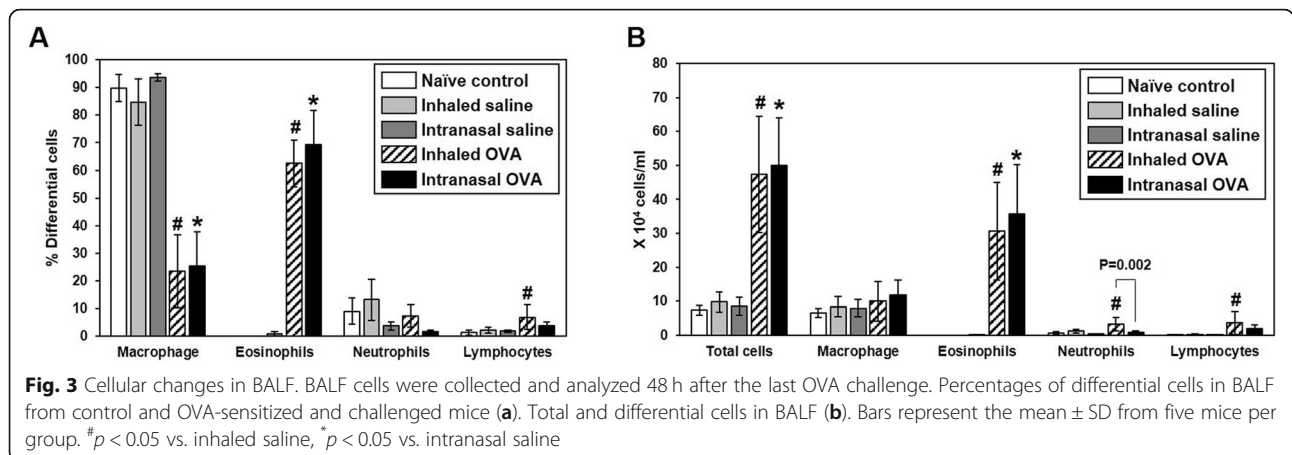 A
100
90
80
70
60
50
40
30
20
10
0
% Differential cells
Naïve control
Inhaled saline
Intranasal saline
Inhaled OVA
Intranasal OVA
#
*
#
*
#
Macrophage Eosinophils Neutrophils Lymphocytes
B
80
70
60
50
40
30
20
10
0
X 10⁴ cells/ml
Naïve control
Inhaled saline
Intranasal saline
Inhaled OVA
Intranasal OVA
#
*
#
*
P=0.002
#
#
Total cells Macrophage Eosinophils Neutrophils Lymphocytes
Fig. 3 Cellular changes in BALF. BALF cells were collected and analyzed 48 h after the last OVA challenge. Percentages of differential cells in BALF
from control and OVA-sensitized and challenged mice (a). Total and differential cells in BALF (b). Bars represent the mean ± SD from five mice per
group. #p < 0.05 vs. inhaled saline, *p < 0.05 vs. intranasal saline